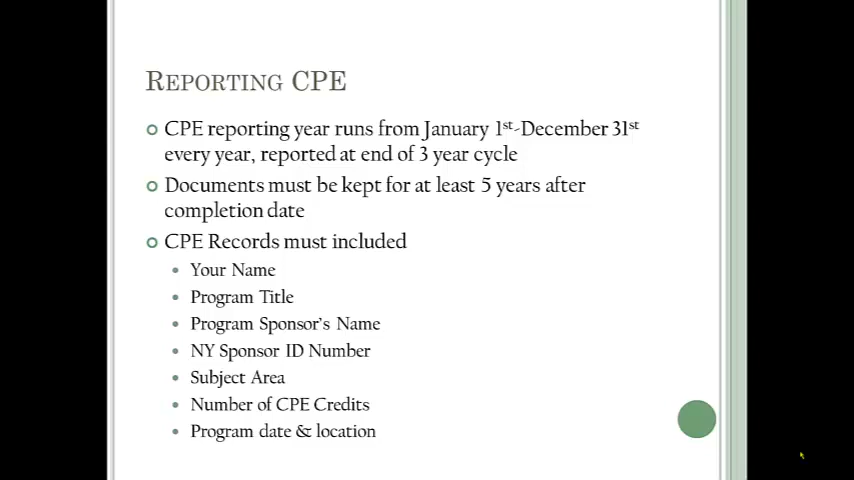 REPORTING CPE
CPE reporting year runs from January 1st-December 31st
every year, reported at end of 3 year cycle
Documents must be kept for at least 5 years after
completion date
CPE Records must included
Your Name
Program Title
Program Sponsor's Name
NY Sponsor ID Number
Subject Area
Number of CPE Credits
Program date & location